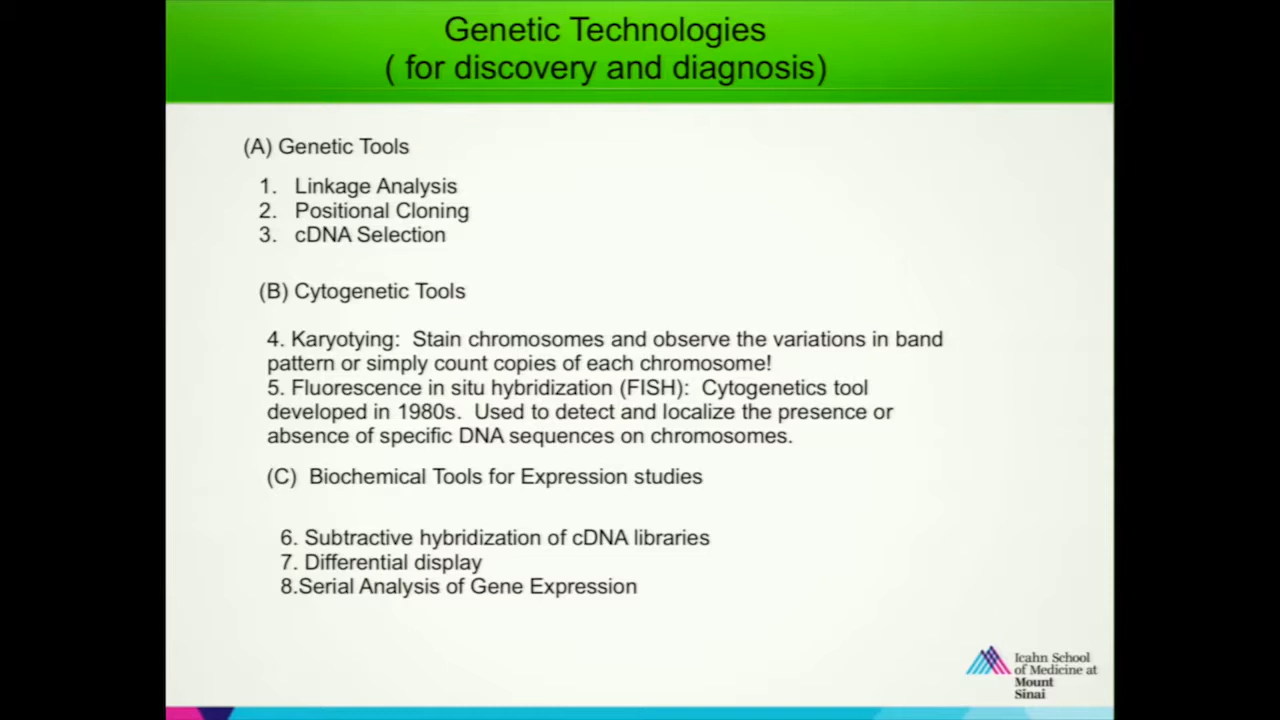 Genetic Technologies
( for discovery and diagnosis)
(A) Genetic Tools
1. Linkage Analysis
2. Positional Cloning
3. cDNA Selection
(B) Cytogenetic Tools
4. Karyotying: Stain chromosomes and observe the variations in band
pattern or simply count copies of each chromosome!
5. Fluorescence in situ hybridization (FISH): Cytogenetics tool
developed in 1980s. Used to detect and localize the presence or
absence of specific DNA sequences on chromosomes.
(C) Biochemical Tools for Expression studies
6. Subtractive hybridization of cDNA libraries
7. Differential display
8.Serial Analysis of Gene Expression
Icahn School
of Medicine at
Mount
Sinai